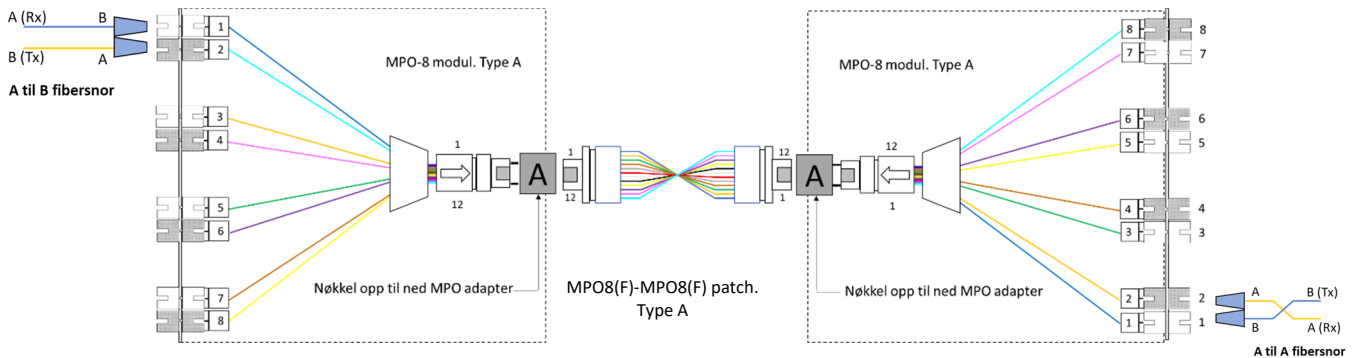 A (Rx)
B
B (Tx)
A
A til B fibersnor
1
2
3
4
5
6
7
8
MPO-8 modul. Type A
1
12
A
1
12
Nøkkel opp til ned MPO adapter
MPO8(F)-MPO8(F) patch.
Type A
12
1
A
12
1
MPO-8 modul. Type A
Nøkkel opp til ned MPO adapter
8
8
7
7
6
6
5
5
4
4
3
3
2
2
1
1
A
B (Tx)
B
A (Rx)
A til A fibersnor